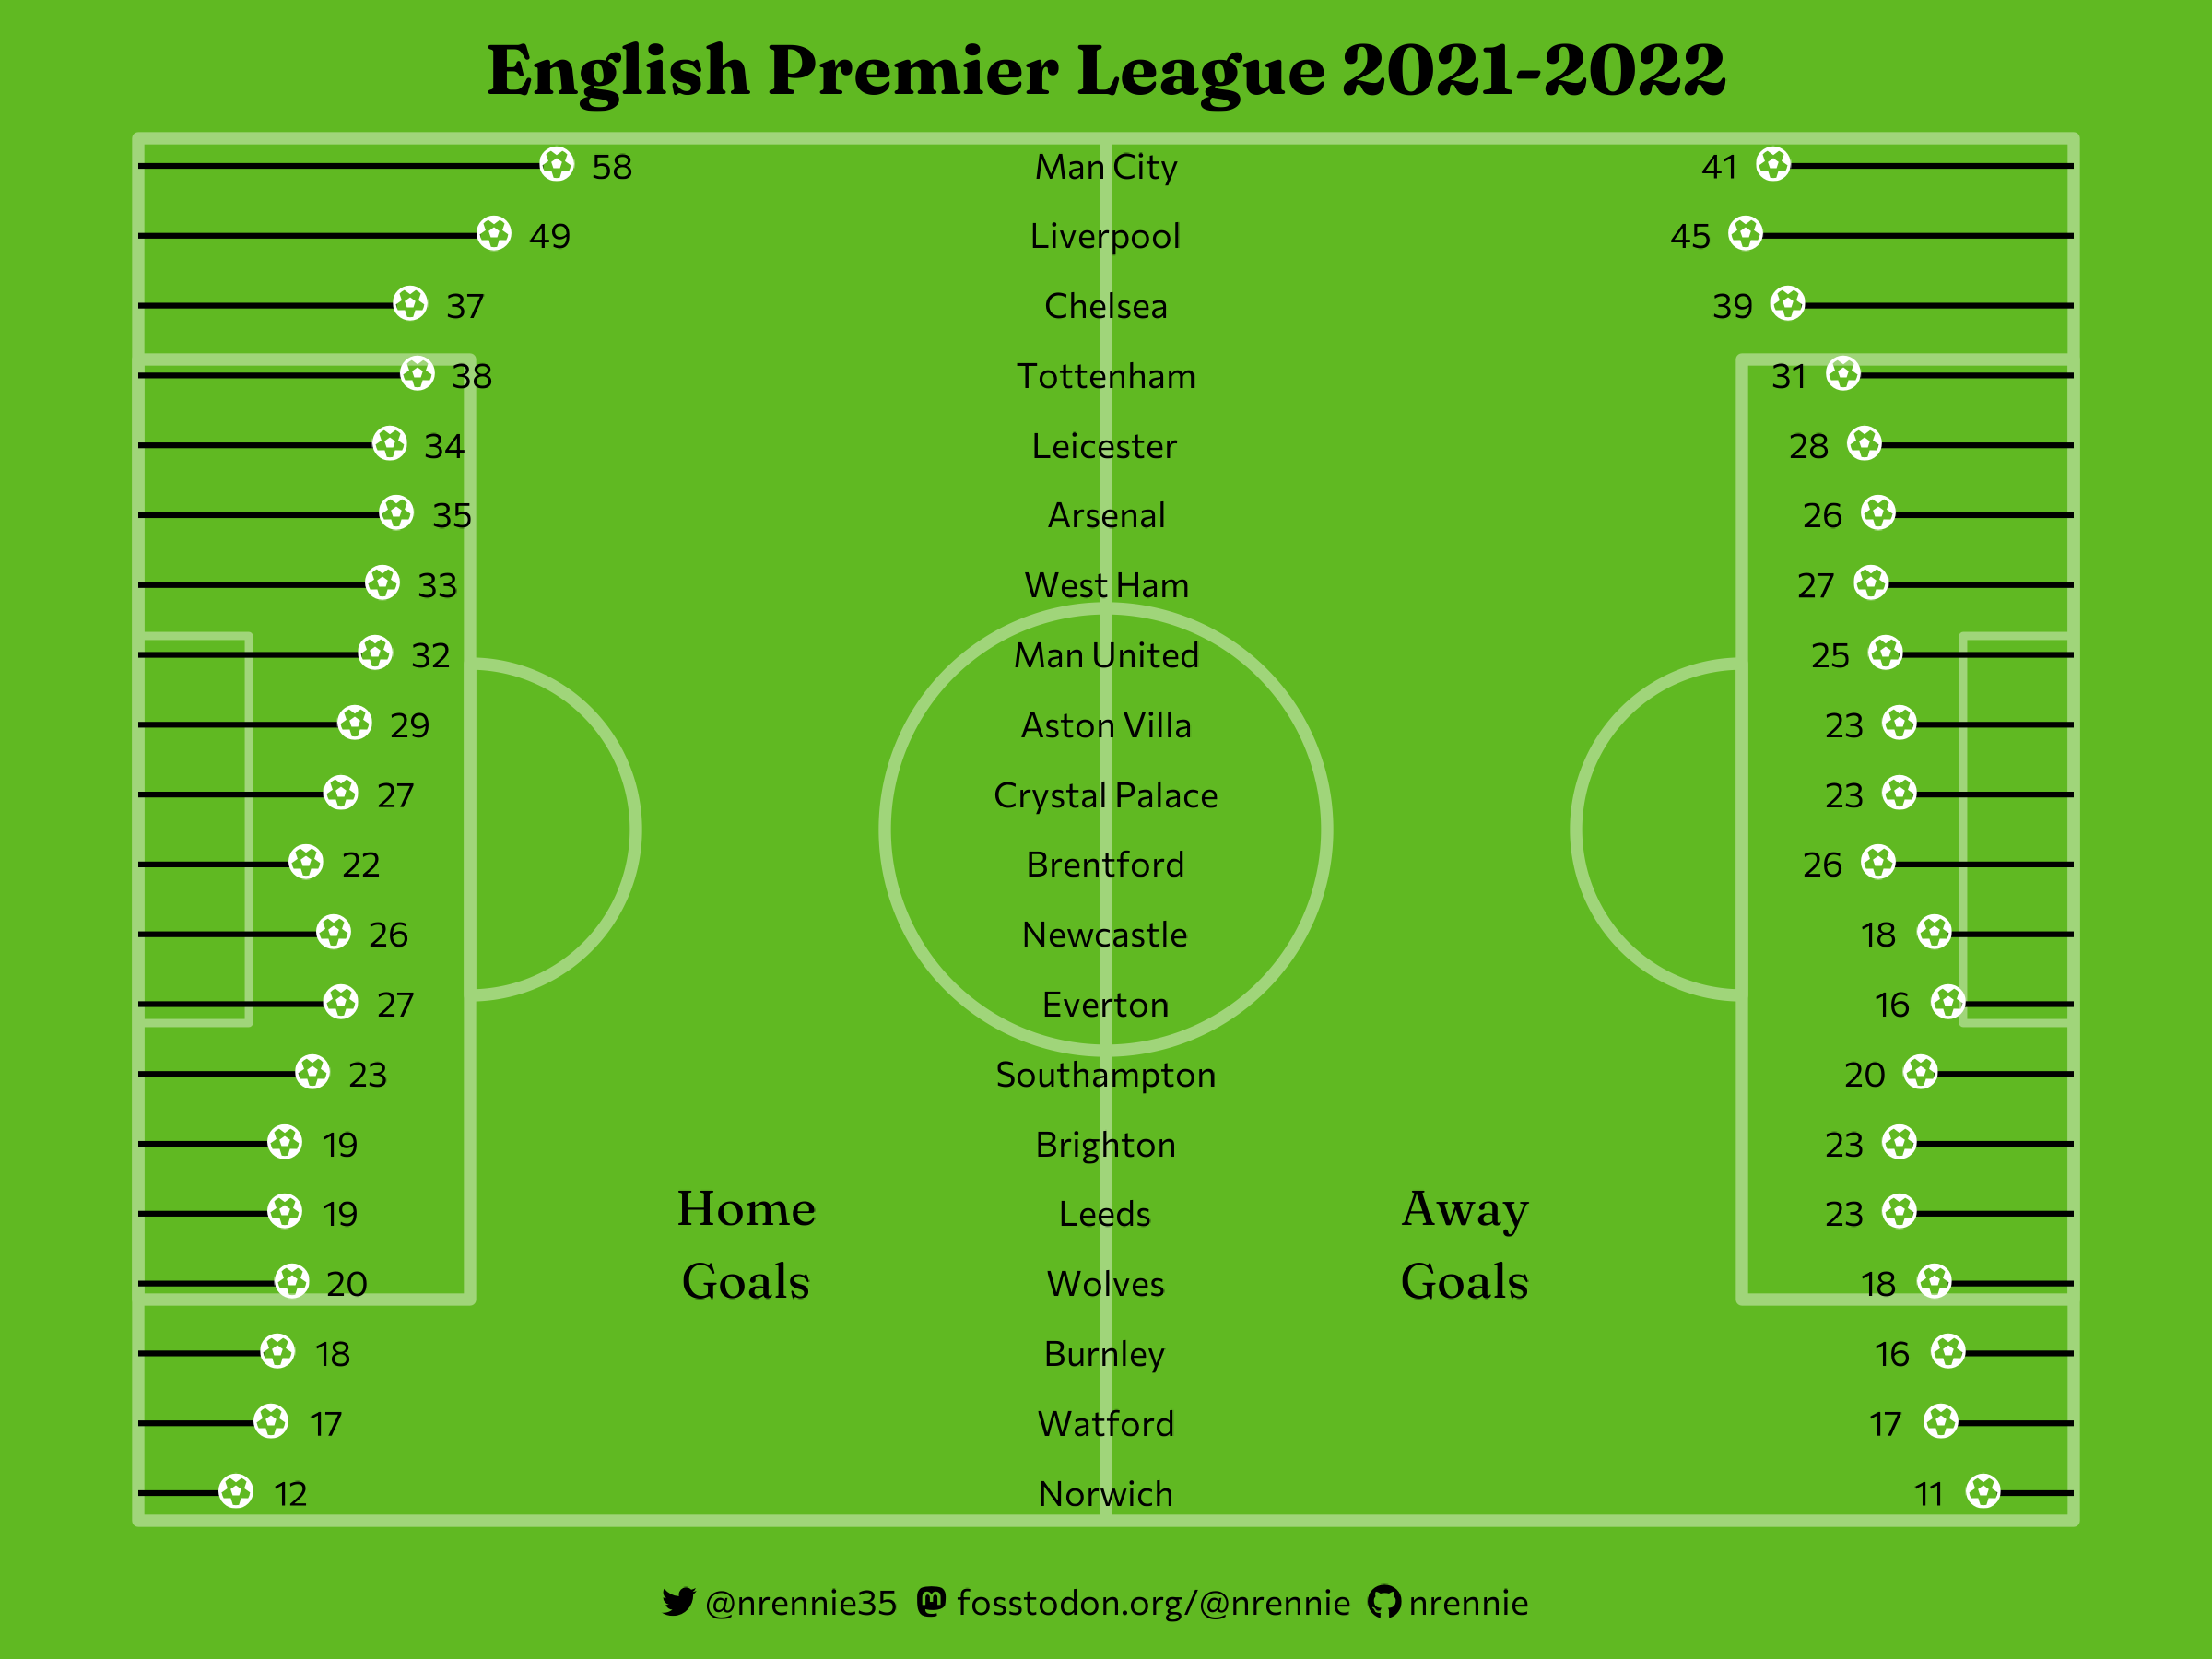 English Premier League 2021-2022
58 Man City 41
49 Liverpool 45
37 Chelsea 39
38 Tottenham 31
34 Leicester 28
35 Arsenal 26
33 West Ham 27
32 Man United 25
29 Aston Villa 23
27 Crystal Palace 23
22 Brentford 26
26 Newcastle 18
27 Everton 16
23 Southampton 20
19 Brighton 23
19 Home Leeds Away 23
20 Goals Wolves Goals 18
18 Burnley 16
17 Watford 17
12 Norwich 11
@nrennie35 fosstodon.org/@nrennie nrennie